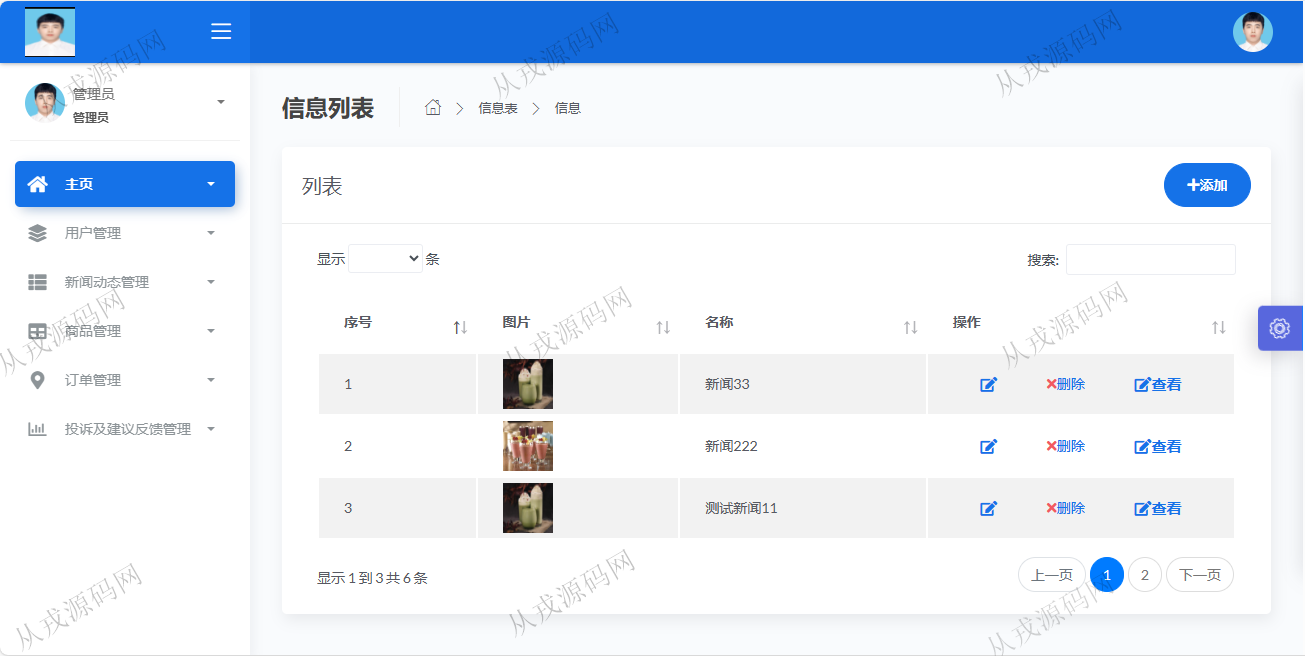 管理员
管理员
主页
用户管理
新闻动态管理
商品管理
订单管理
投诉及建议反馈管理
信息列表
信息表
信息
列表
添加
显示 条
搜索:
序号 图片 名称 操作
1 新闻33 删除 查看
2 新闻222 删除 查看
3 测试新闻11 删除 查看
显示 1 到 3 共 6 条
上一页 1 2 下一页
从戎源码网
从戎源码网
从戎源码网
从戎源码网
从戎源码网
从戎源码网
从戎源码网
从戎源码网
从戎源码网